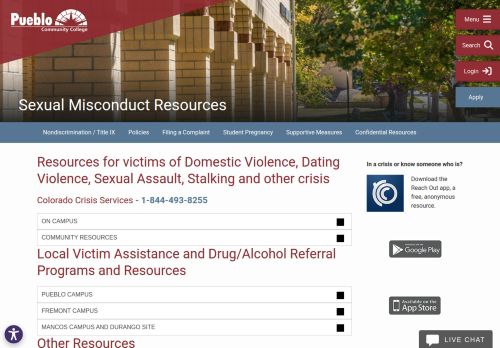 Pueblo
Community College
Menu
Search
Login
Apply
Sexual Misconduct Resources
Nondiscrimination / Title IX
Policies
Filing a Complaint
Student Pregnancy
Supportive Measures
Confidential Resources
Resources for victims of Domestic Violence, Dating
Violence, Sexual Assault, Stalking and other crisis
Colorado Crisis Services - 1-844-493-8255
ON CAMPUS
COMMUNITY RESOURCES
Local Victim Assistance and Drug/Alcohol Referral
Programs and Resources
PUEBLO CAMPUS
FREMONT CAMPUS
MANCOS CAMPUS AND DURANGO SITE
Other Resources
In a crisis or know someone who is?
Download the
Reach Out app, a
free, anonymous
resource.
GET IT ON
Google Play
Available on the
App Store
LIVE CHAT